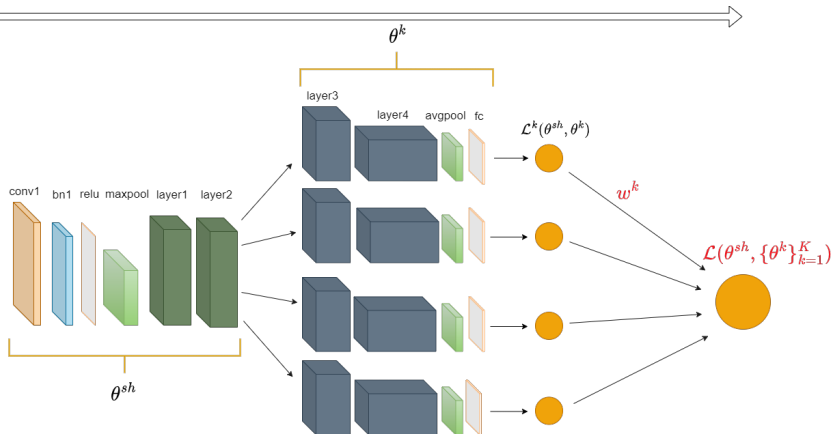 θ^k
layer3
layer4
avgpool
fc
L^k(θ^{sh}, θ^k)
conv1
bn1
relu
maxpool
layer1
layer2
w^k
L(θ^{sh}, {θ^k}_{k=1}^K)
θ^{sh}